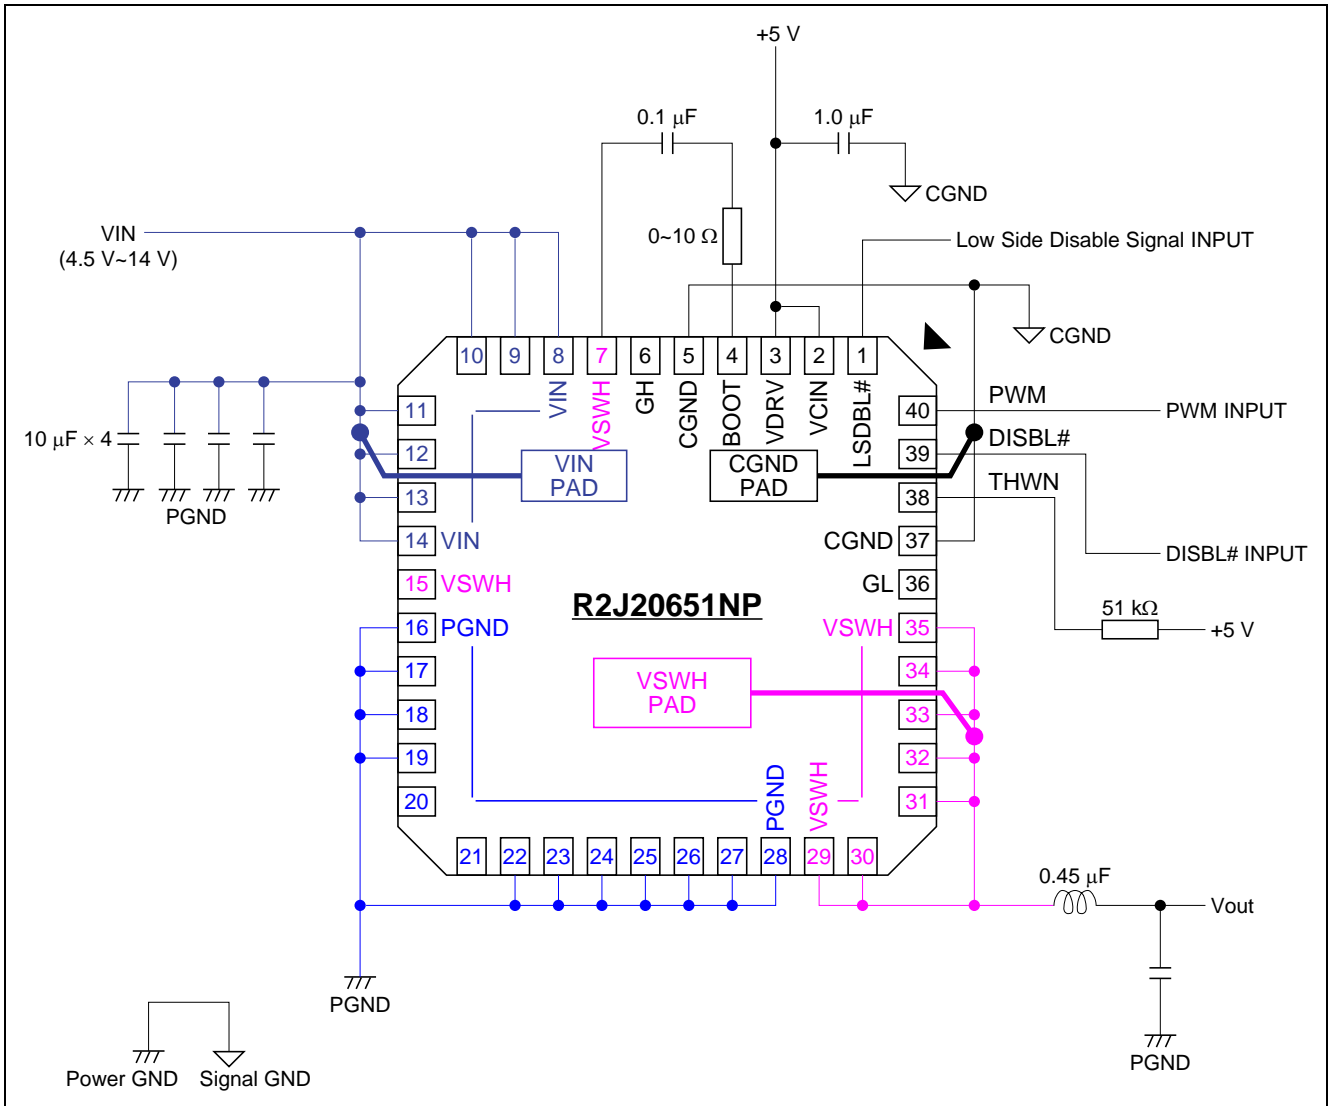 +5 V
0.1 μF
1.0 μF
CGND
0~10 Ω
VIN
(4.5 V~14 V)
Low Side Disable Signal INPUT
CGND
10
9
8
7
6
5
4
3
2
1
VIN
VSWH
GH
CGND
BOOT
VDRV
VCIN
LSDBL#
10 μF × 4
PGND
11
12
13
14 VIN
15 VSWH
16 PGND
17
18
19
20
VIN
PAD
CGND
PAD
40
PWM
PWM INPUT
39
DISBL#
38
THWN
CGND 37
DISBL# INPUT
GL 36
51 kΩ
+5 V
VSWH 35
34
33
32
31
R2J20651NP
VSWH
PAD
PGND
VSWH
21
22
23
24
25
26
27
28
29
30
0.45 μF
Vout
PGND
PGND
Power GND
Signal GND